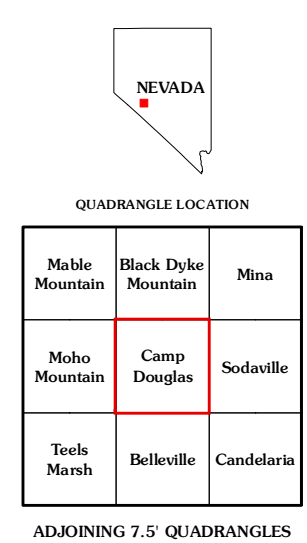 NEVADA
QUADRANGLE LOCATION
Mable
Mountain
Black Dyke
Mountain
Mina
Moho
Mountain
Camp
Douglas
Sodaville
Teels
Marsh
Belleville
Candelaria
ADJOINING 7.5' QUADRANGLES